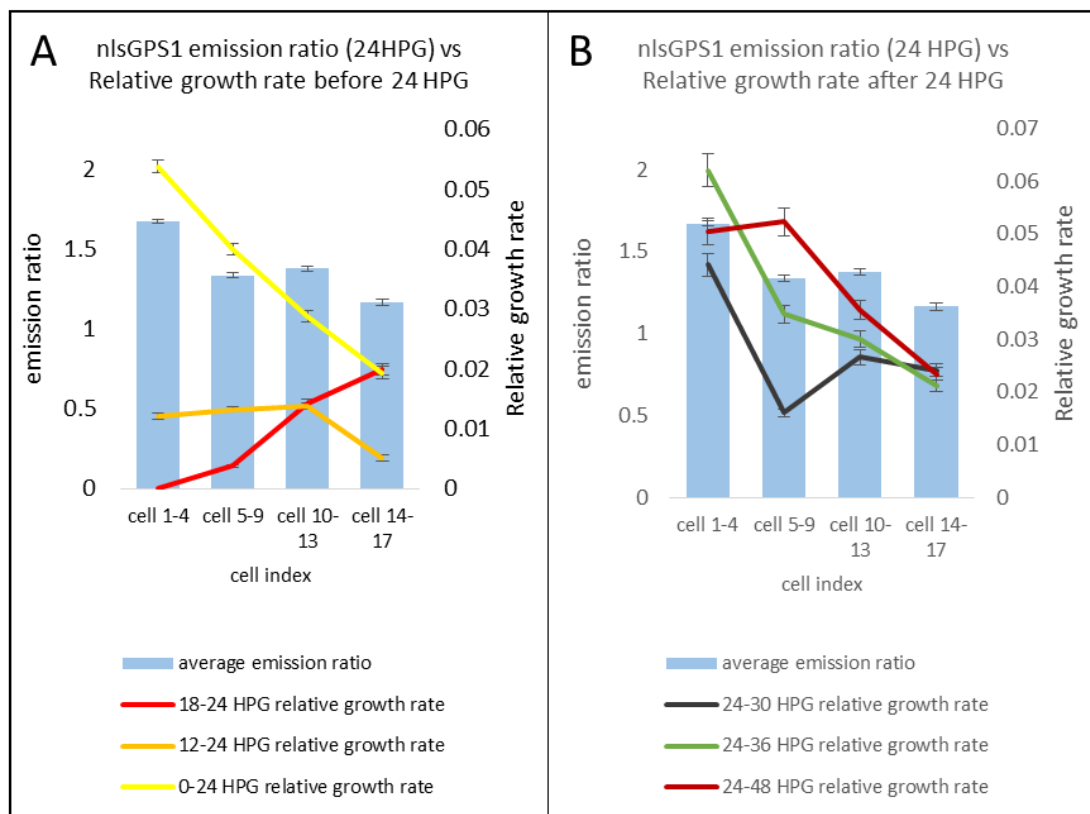 A
nlsGPS1 emission ratio (24HPG) vs
Relative growth rate before 24 HPG
emission ratio
2
1.5
1
0.5
0
0.06
0.05
0.04
0.03
0.02
0.01
0
Relative growth rate
cell 1-4 cell 5-9 cell 10- cell 14-
13 17
cell index
average emission ratio
18-24 HPG relative growth rate
12-24 HPG relative growth rate
0-24 HPG relative growth rate
B
nlsGPS1 emission ratio (24 HPG) vs
Relative growth rate after 24 HPG
emission ratio
2
1.5
1
0.5
0
0.07
0.06
0.05
0.04
0.03
0.02
0.01
0
Relative growth rate
cell 1-4 cell 5-9 cell 10- cell 14-
13 17
cell index
average emission ratio
24-30 HPG relative growth rate
24-36 HPG relative growth rate
24-48 HPG relative growth rate